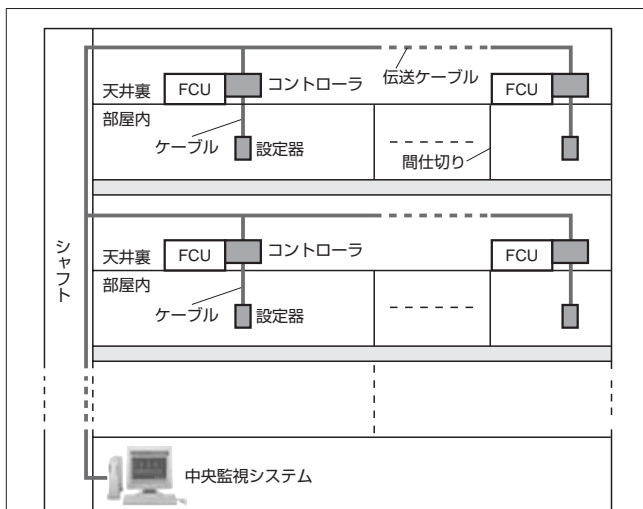 伝送ケーブル
天井裏 FCU コントローラ FCU
部屋内
ケーブル 設定器 間仕切り
シャフト
天井裏 FCU コントローラ FCU
部屋内
ケーブル 設定器
中央監視システム